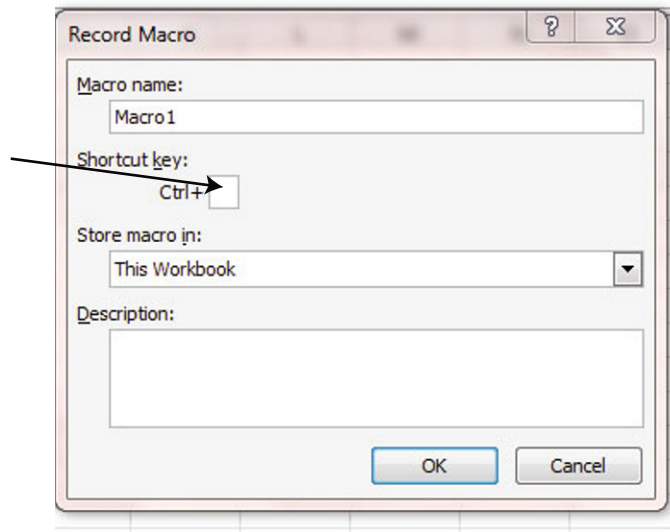 Record Macro
?
Macro name:
Macro1
Shortcut key:
Ctrl+
Store macro in:
This Workbook
Description:
OK Cancel